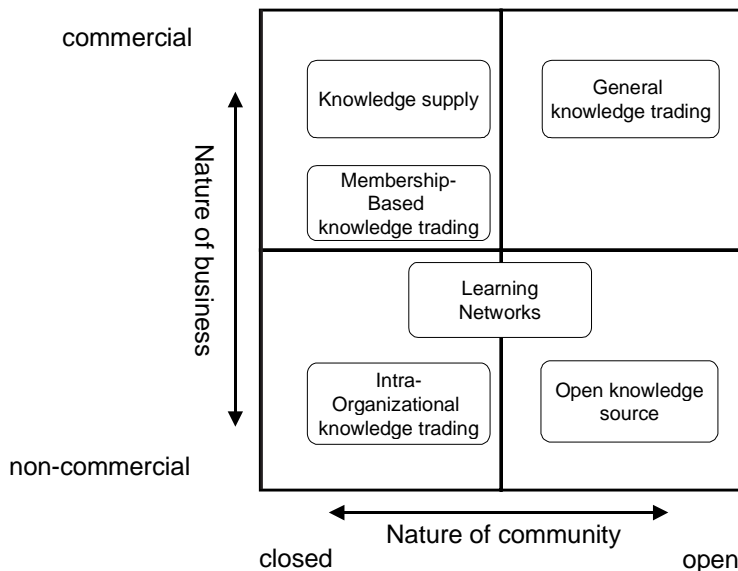 commercial
Knowledge supply
General
knowledge trading
Membership-
Based
knowledge trading
Nature of business
Learning
Networks
Intra-
Organizational
knowledge trading
Open knowledge
source
non-commercial
Nature of community
closed
open